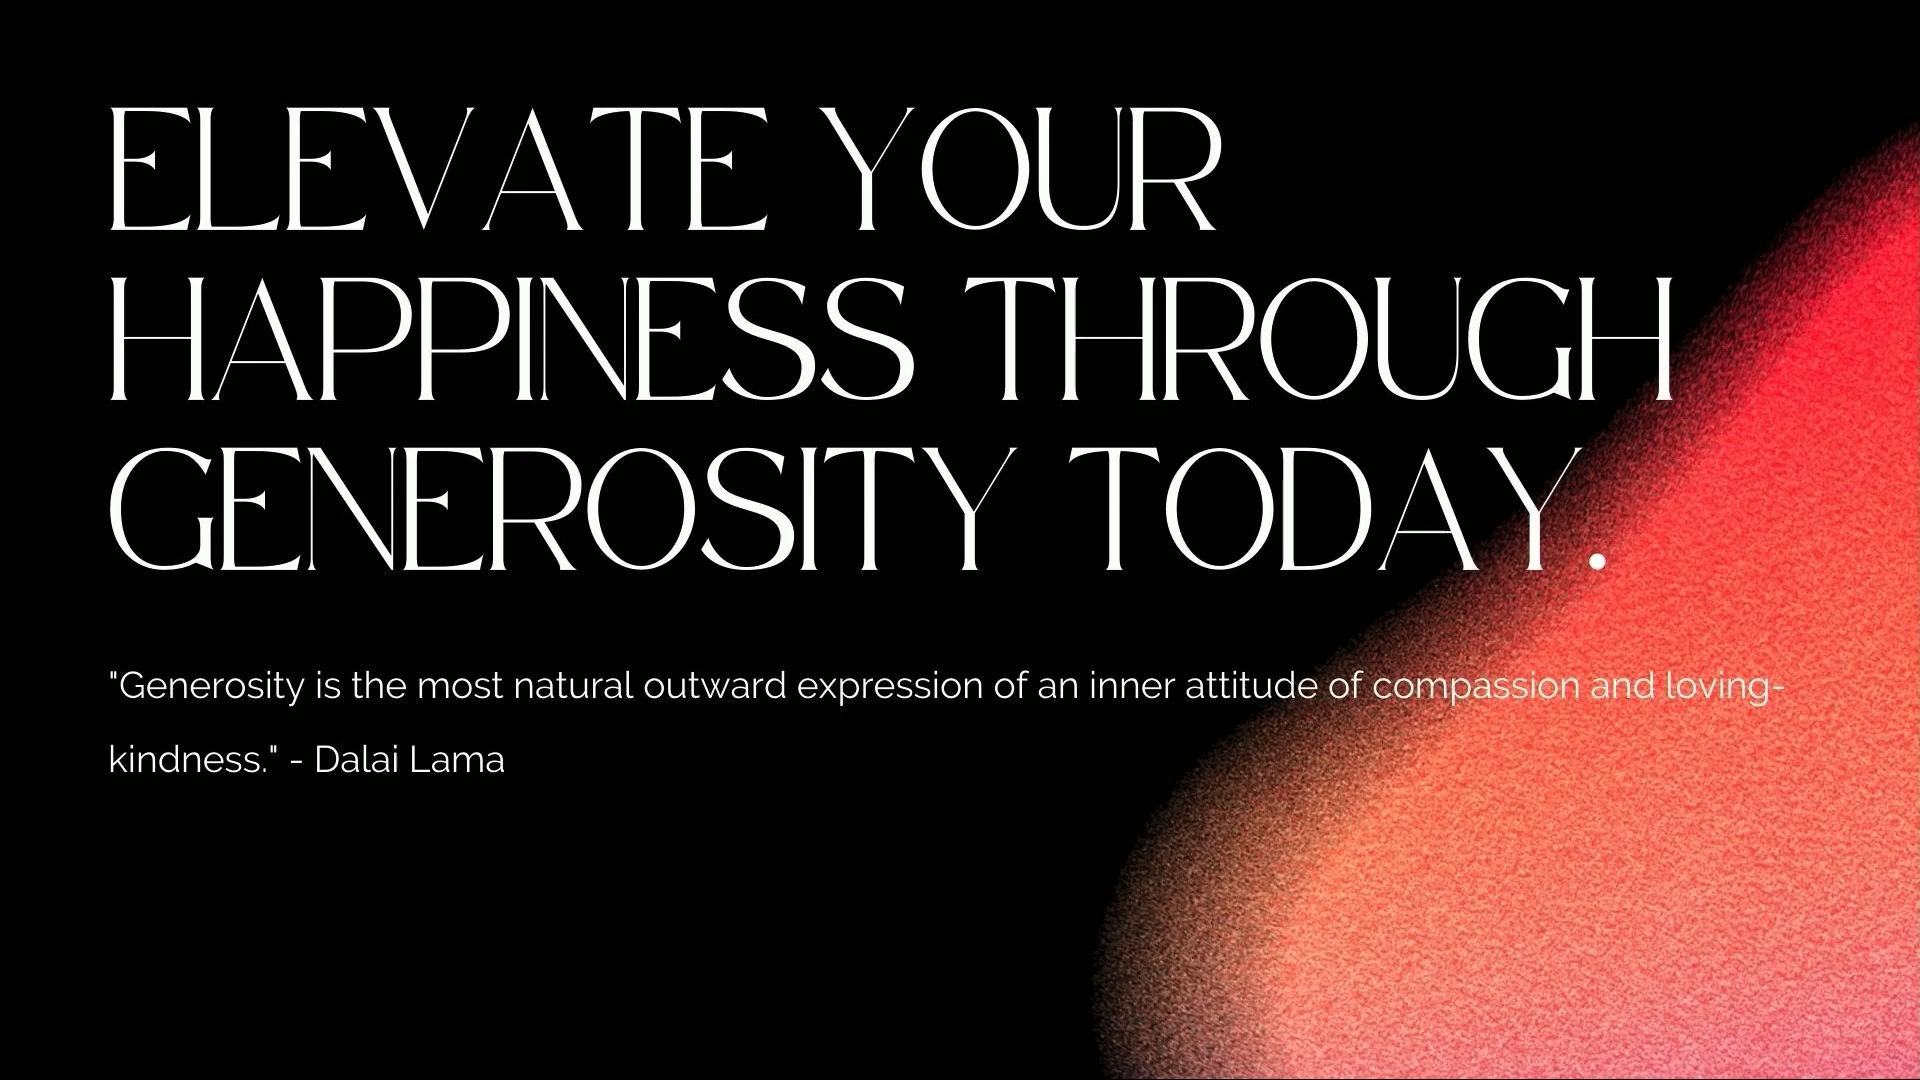 ELEVATE YOUR
HAPPINESS THROUGH
GENEROSITY TODAY.
"Generosity is the most natural outward expression of an inner attitude of compassion and loving-
kindness." - Dalai Lama